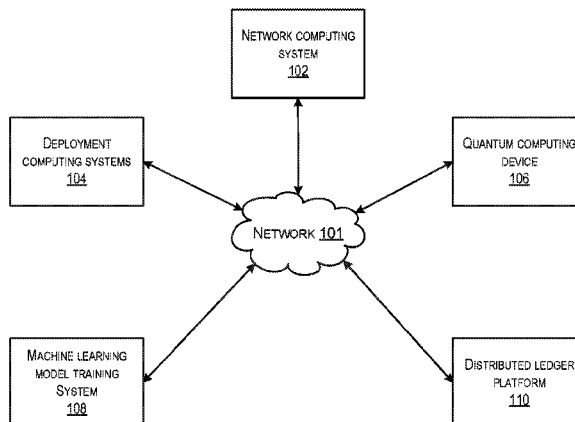 Network computing
system
102
Deployment
computing systems
104
Quantum computing
device
106
Network 101
Machine learning
model training
System
108
Distributed ledger
platform
110